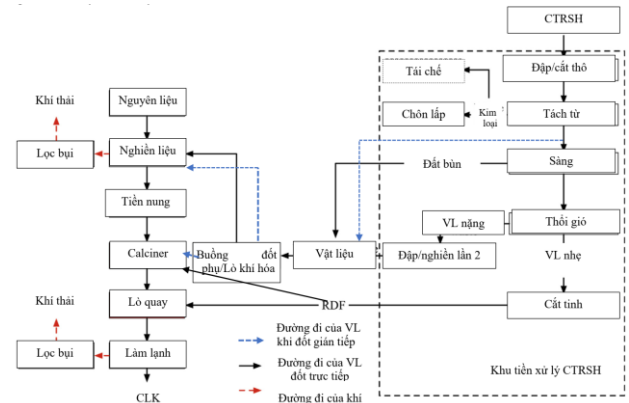 CTRSH
Đập/cắt thô
Tái chế
Khí thải
Nguyên liệu
Chôn lấp
Kim
loại
Tách từ
Lọc bụi
Nghiền liệu
Đất bùn
Sàng
Tiền nung
VL nặng
Thổi gió
Calciner
Buồng đốt
phụ/Lò khí hóa
Vật liệu
Đập/nghiền lần 2
VL nhẹ
Khí thải
Lò quay
RDF
Cắt tinh
Đường đi của VL
khi đốt gián tiếp
Lọc bụi
Làm lạnh
Đường đi của VL
đốt trực tiếp
Khu tiền xử lý CTRSH
CLK
Đường đi của khí